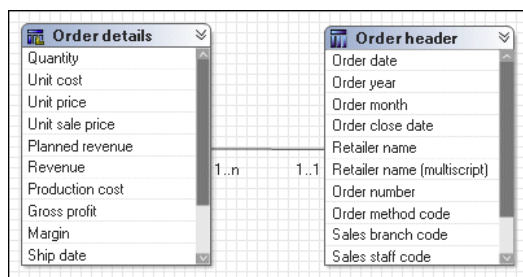 Order details
Quantity
Unit cost
Unit price
Unit sale price
Planned revenue
Revenue
Production cost
Gross profit
Margin
Ship date
1..n
1..1
Order header
Order date
Order year
Order month
Order close date
Retailer name
Retailer name (multiscript)
Order number
Order method code
Sales branch code
Sales staff code